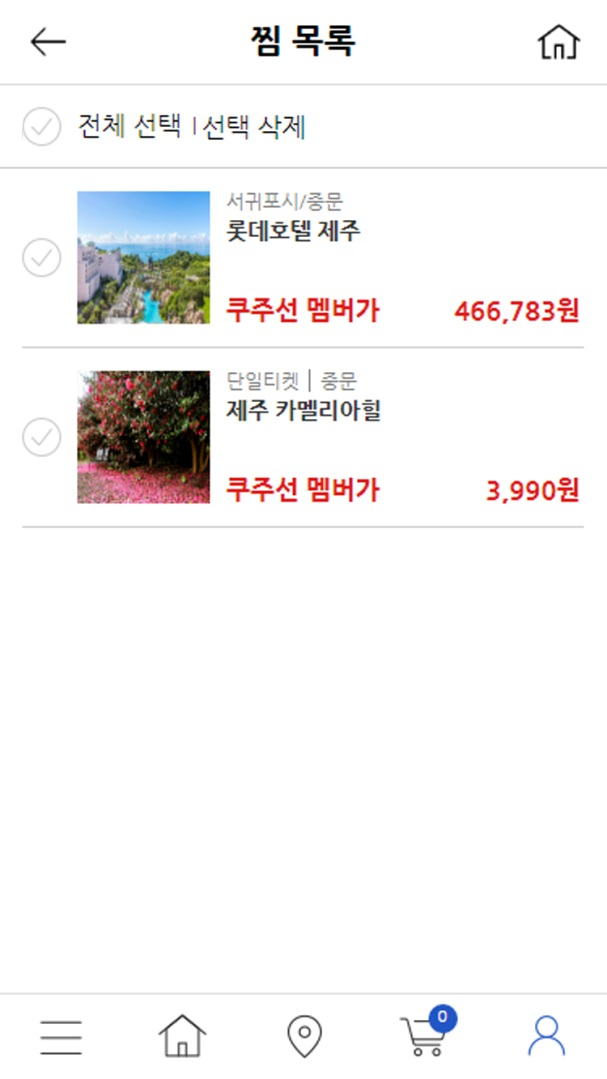 찜 목록
전체 선택 | 선택 삭제
서귀포시/중문
롯데호텔 제주
쿠주선 멤버가 466,783원
단일티켓 | 중문
제주 카멜리아힐
쿠주선 멤버가 3,990원
0